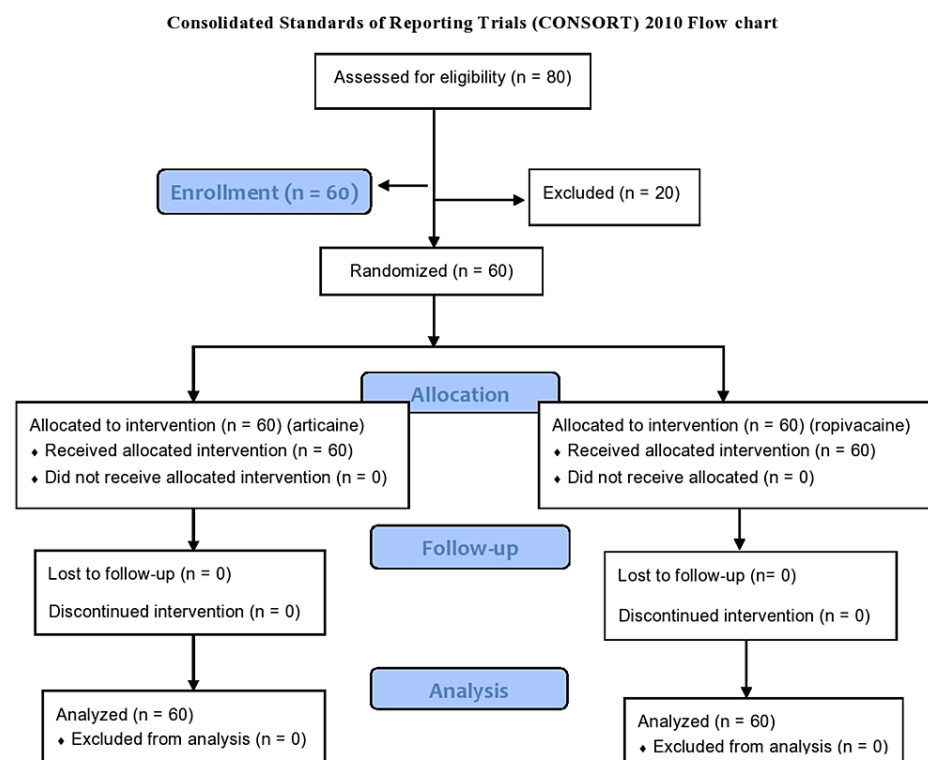 Consolidated Standards of Reporting Trials (CONSORT) 2010 Flow chart
Assessed for eligibility (n = 80)
Enrollment (n = 60)
Excluded (n = 20)
Randomized (n = 60)
Allocation
Allocated to intervention (n = 60) (articaine)
♦ Received allocated intervention (n = 60)
♦ Did not receive allocated intervention (n = 0)
Allocated to intervention (n = 60) (ropivacaine)
♦ Received allocated intervention (n = 60)
♦ Did not receive allocated (n = 0)
Follow-up
Lost to follow-up (n = 0)
Discontinued intervention (n = 0)
Lost to follow-up (n= 0)
Discontinued intervention (n = 0)
Analysis
Analyzed (n = 60)
♦ Excluded from analysis (n = 0)
Analyzed (n = 60)
♦ Excluded from analysis (n = 0)